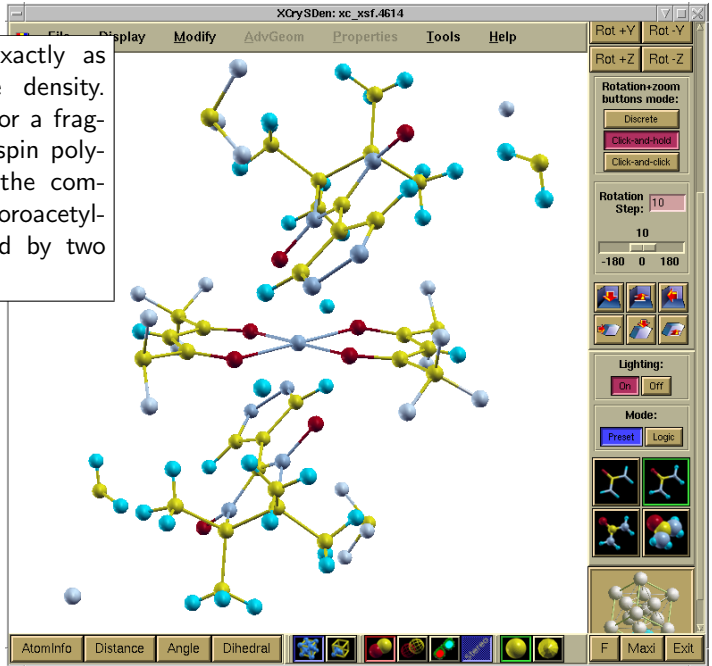 XCrySDen: xc_xsf.4614
File Display Modify AdvGeom Properties Tools Help
xactly as
density.
or a frag-
spin poly-
the com-
oroacetyl-
d by two
Rot +Y Rot -Y
Rot +Z Rot -Z
Rotation+zoom
buttons mode:
Discrete
Click-and-hold
Click-and-click
Rotation
Step: 10
10
-180 0 180
Lighting:
On Off
Mode:
Preset Logic
AtomInfo Distance Angle Dihedral Stereo F Maxi Exit